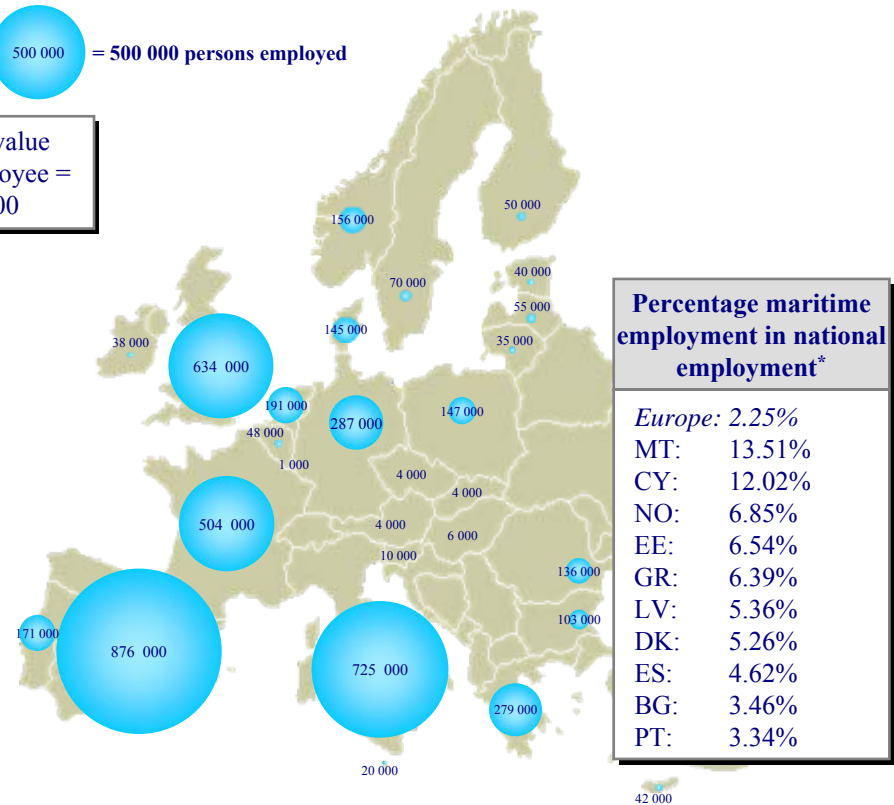 500 000
= 500 000 persons employed
value
oyee =
00
50 000
156 000
40 000
70 000
55 000
145 000
35 000
38 000
634 000
191 000
147 000
287 000
48 000
1 000
4 000
4 000
504 000
4 000
6 000
10 000
136 000
103 000
171 000
876 000
725 000
279 000
20 000
42 000
Percentage maritime
employment in national
employment*
Europe: 2.25%
MT: 13.51%
CY: 12.02%
NO: 6.85%
EE: 6.54%
GR: 6.39%
LV: 5.36%
DK: 5.26%
ES: 4.62%
BG: 3.46%
PT: 3.34%